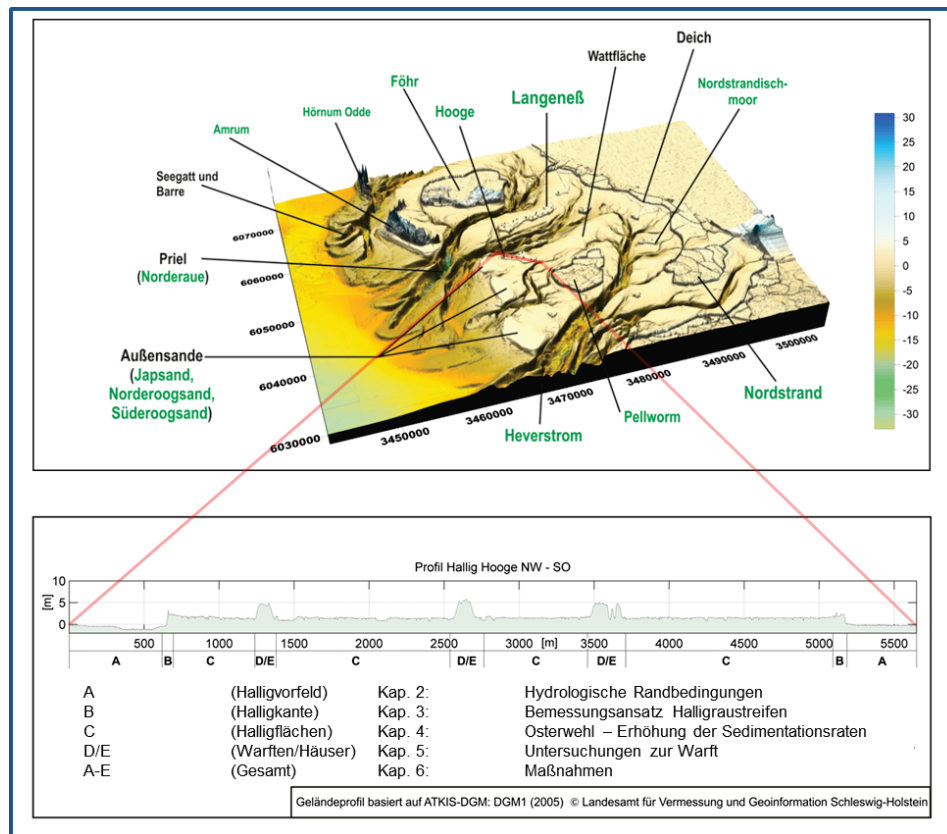 Deich
Wattfläche
Föhr
Langeneß
Nordstrandisch-
moor
Hörnum Odde
Hooge
Amrum
Seegatt und
Barre
Priel
(Norderaue)
Außensande
(Japsand,
Norderoogsand,
Süderoogsand)
Heverstrom
Pellworm
Nordstrand
6070000
6060000
6050000
6040000
6030000
3450000
3460000
3470000
3480000
3490000
3500000
30
25
20
15
10
5
0
-5
-10
-15
-20
-25
-30
Profil Hallig Hooge NW - SO
10
[m]
5
0
500 1000 1500 2000 2500 3000 [m] 3500 4000 4500 5000 5500
A B C D/E C D/E C D/E C B A
A (Halligvorfeld) Kap. 2: Hydrologische Randbedingungen
B (Halligkante) Kap. 3: Bemessungsansatz Halligraustreifen
C (Halligflächen) Kap. 4: Osterwehl – Erhöhung der Sedimentationsraten
D/E (Warften/Häuser) Kap. 5: Untersuchungen zur Warft
A-E (Gesamt) Kap. 6: Maßnahmen
Geländeprofil basiert auf ATKIS-DGM: DGM1 (2005) © Landesamt für Vermessung und Geoinformation Schleswig-Holstein